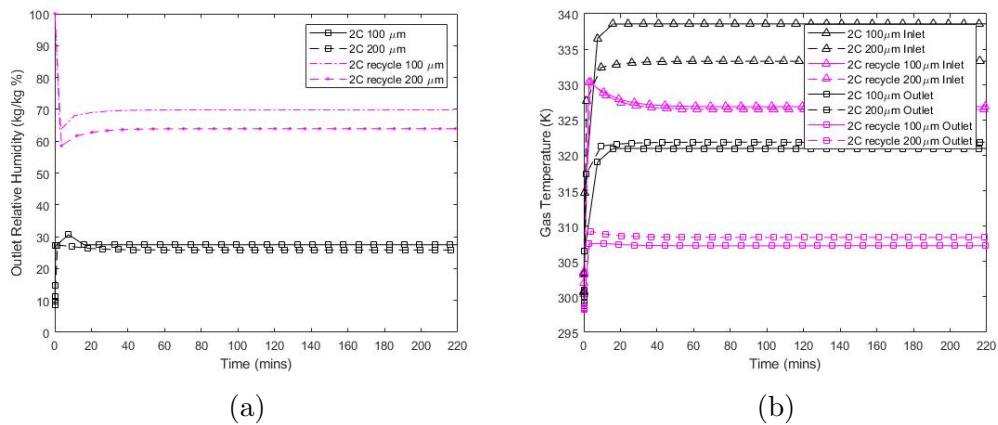 100
90
80
70
60
50
40
30
20
10
0
Outlet Relative Humidity (kg/kg %)
2C 100 μm
2C 200 μm
2C recycle 100 μm
2C recycle 200 μm
0 20 40 60 80 100 120 140 160 180 200 220
Time (mins)
(a)
340
335
330
325
320
315
310
305
300
295
Gas Temperature (K)
2C 100μm Inlet
2C 200μm Inlet
2C recycle 100μm Inlet
2C recycle 200μm Inlet
2C 100μm Outlet
2C 200μm Outlet
2C recycle 100μm Outlet
2C recycle 200μm Outlet
0 20 40 60 80 100 120 140 160 180 200 220
Time (mins)
(b)